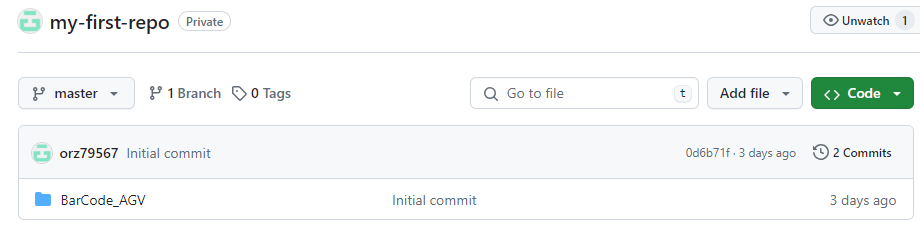 my-first-repo Private Unwatch 1
master 1 Branch 0 Tags Go to file t Add file Code
orz79567 Initial commit 0d6b71f · 3 days ago 2 Commits
BarCode_AGV Initial commit 3 days ago